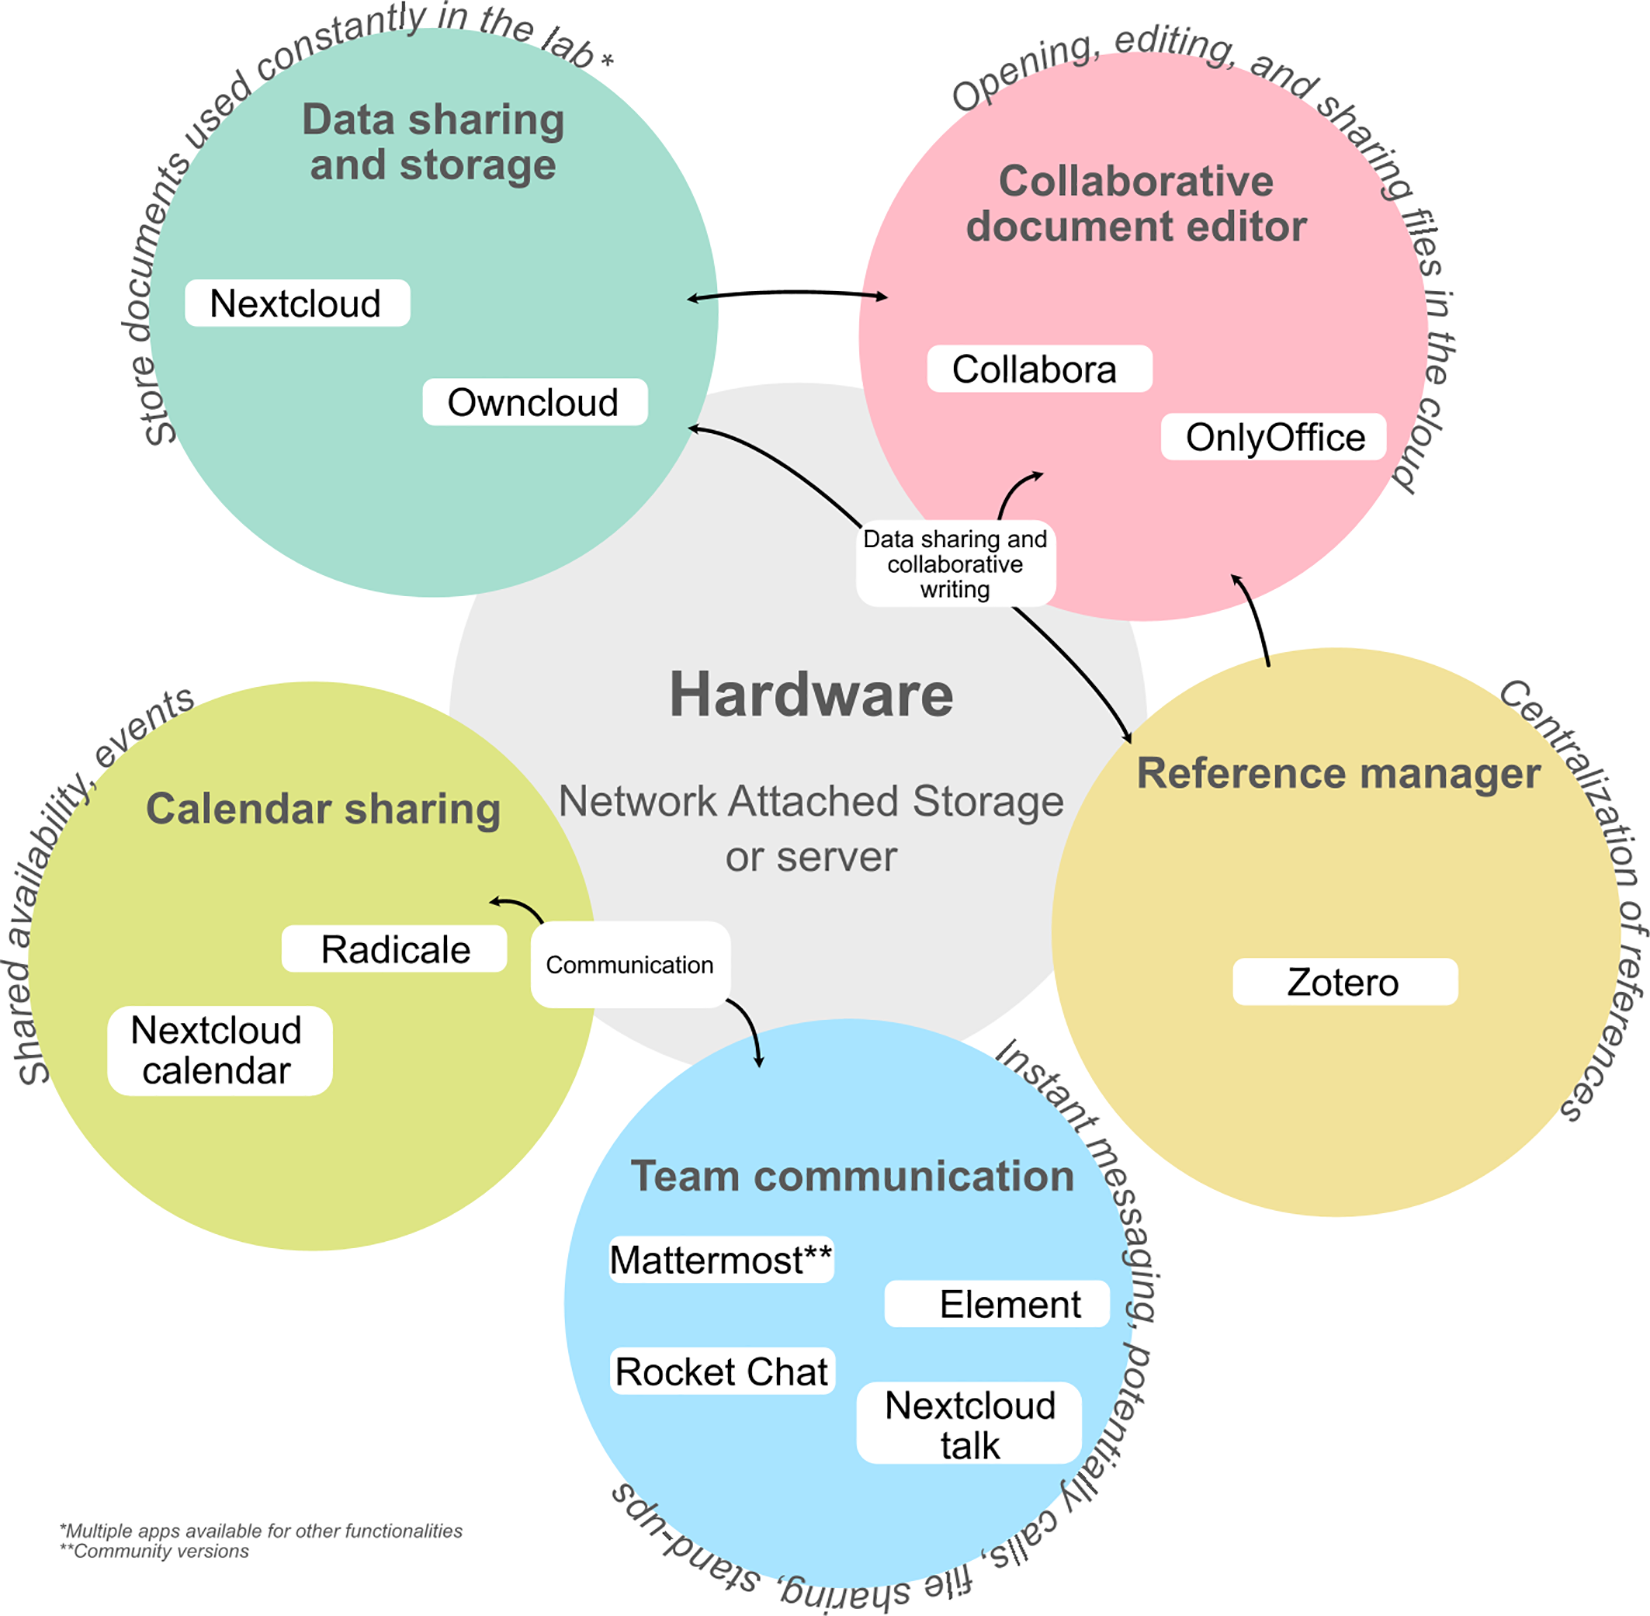 Store documents used constantly in the lab*
Data sharing
and storage
Nextcloud
Owncloud
Opening, editing, and sharing files in the cloud
Collaborative
document editor
Collabora
OnlyOffice
Data sharing and
collaborative
writing
Hardware
Network Attached Storage
or server
Shared availability, events
Calendar sharing
Radicale
Nextcloud
calendar
Communication
Centralization of references
Reference manager
Zotero
Instant messaging, potentially calls, file sharing, stand-ups
Team communication
Mattermost**
Element
Rocket Chat
Nextcloud
talk
*Multiple apps available for other functionalities
**Community versions